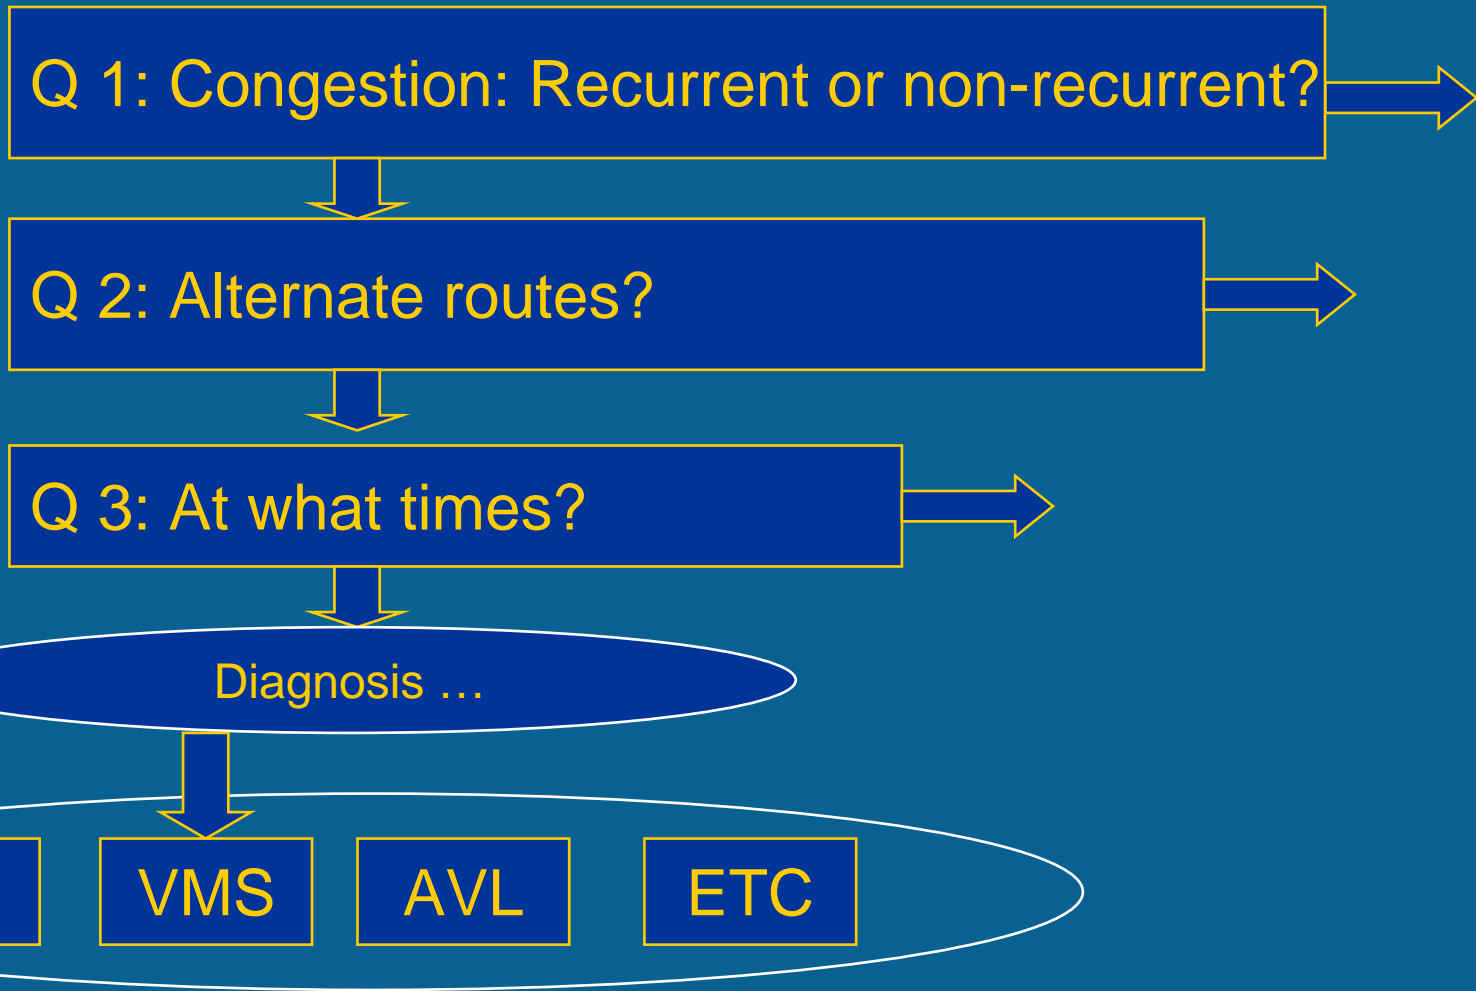 Q 1: Congestion: Recurrent or non-recurrent?
Q 2: Alternate routes?
Q 3: At what times?
Diagnosis …
VMS
AVL
ETC